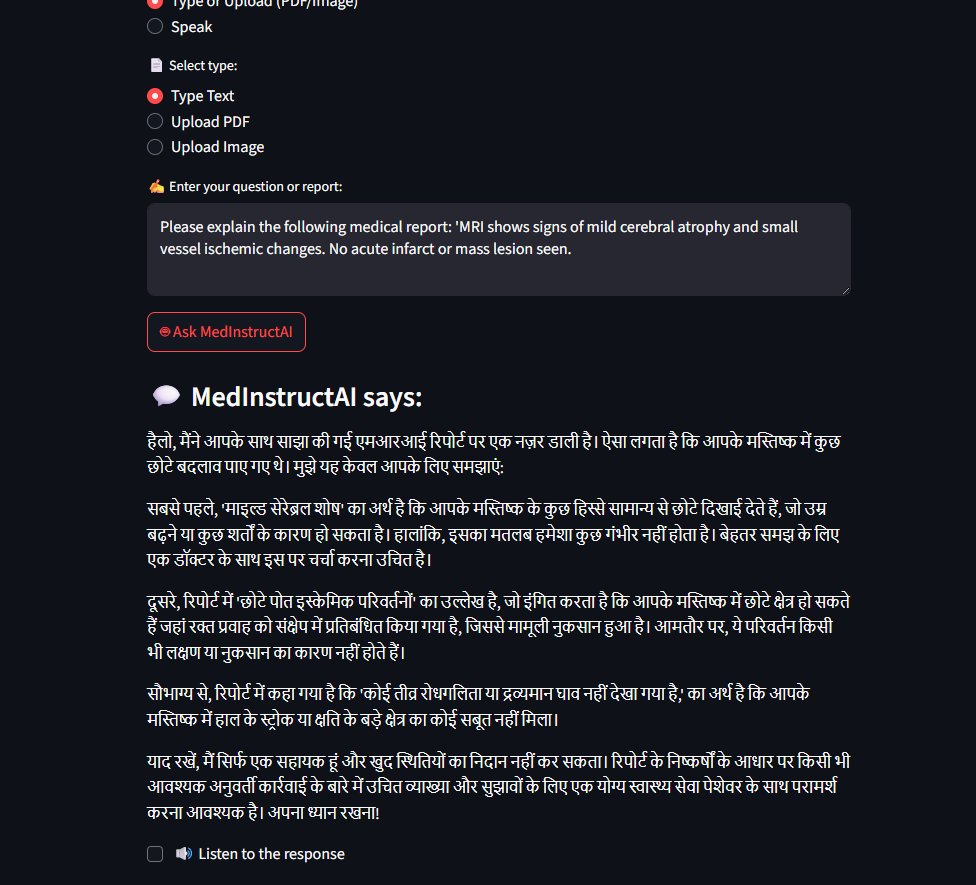 Type or Upload (PDF/Image)
Speak
Select type:
Type Text
Upload PDF
Upload Image
Enter your question or report:
Please explain the following medical report: 'MRI shows signs of mild cerebral atrophy and small
vessel ischemic changes. No acute infarct or mass lesion seen.
Ask MedInstructAI
MedInstructAI says:
हैलो, मैंने आपके साथ साझा की गई एमआरआई रिपोर्ट पर एक नज़र डाली है। ऐसा लगता है कि आपके मस्तिष्क में कुछ
छोटे बदलाव पाए गए थे। मुझे यह केवल आपके लिए समझाएं:
सबसे पहले, 'माइल्ड सेरेब्रल शोष' का अर्थ है कि आपके मस्तिष्क के कुछ हिस्से सामान्य से छोटे दिखाई देते हैं, जो उम्र
बढ़ने या कुछ शर्तों के कारण हो सकता है। हालांकि, इसका मतलब हमेशा कुछ गंभीर नहीं होता है। बेहतर समझ के लिए
एक डॉक्टर के साथ इस पर चर्चा करना उचित है।
दूसरे, रिपोर्ट में 'छोटे पोत इस्केमिक परिवर्तनों' का उल्लेख है, जो इंगित करता है कि आपके मस्तिष्क में छोटे क्षेत्र हो सकते
हैं जहां रक्त प्रवाह को संक्षेप में प्रतिबंधित किया गया है, जिससे मामूली नुकसान हुआ है। आमतौर पर, ये परिवर्तन किसी
भी लक्षण या नुकसान का कारण नहीं होते हैं।
सौभाग्य से, रिपोर्ट में कहा गया है कि 'कोई तीव्र रोधगलिता या द्रव्यमान घाव नहीं देखा गया है,' का अर्थ है कि आपके
मस्तिष्क में हाल के स्ट्रोक या क्षति के बड़े क्षेत्र का कोई सबूत नहीं मिला।
याद रखें, मैं सिर्फ एक सहायक हूं और खुद स्थितियों का निदान नहीं कर सकता। रिपोर्ट के निष्कर्षों के आधार पर किसी भी
आवश्यक अनुवर्ती कार्रवाई के बारे में उचित व्याख्या और सुझावों के लिए एक योग्य स्वास्थ्य सेवा पेशेवर के साथ परामर्श
करना आवश्यक है। अपना ध्यान रखना!
Listen to the response